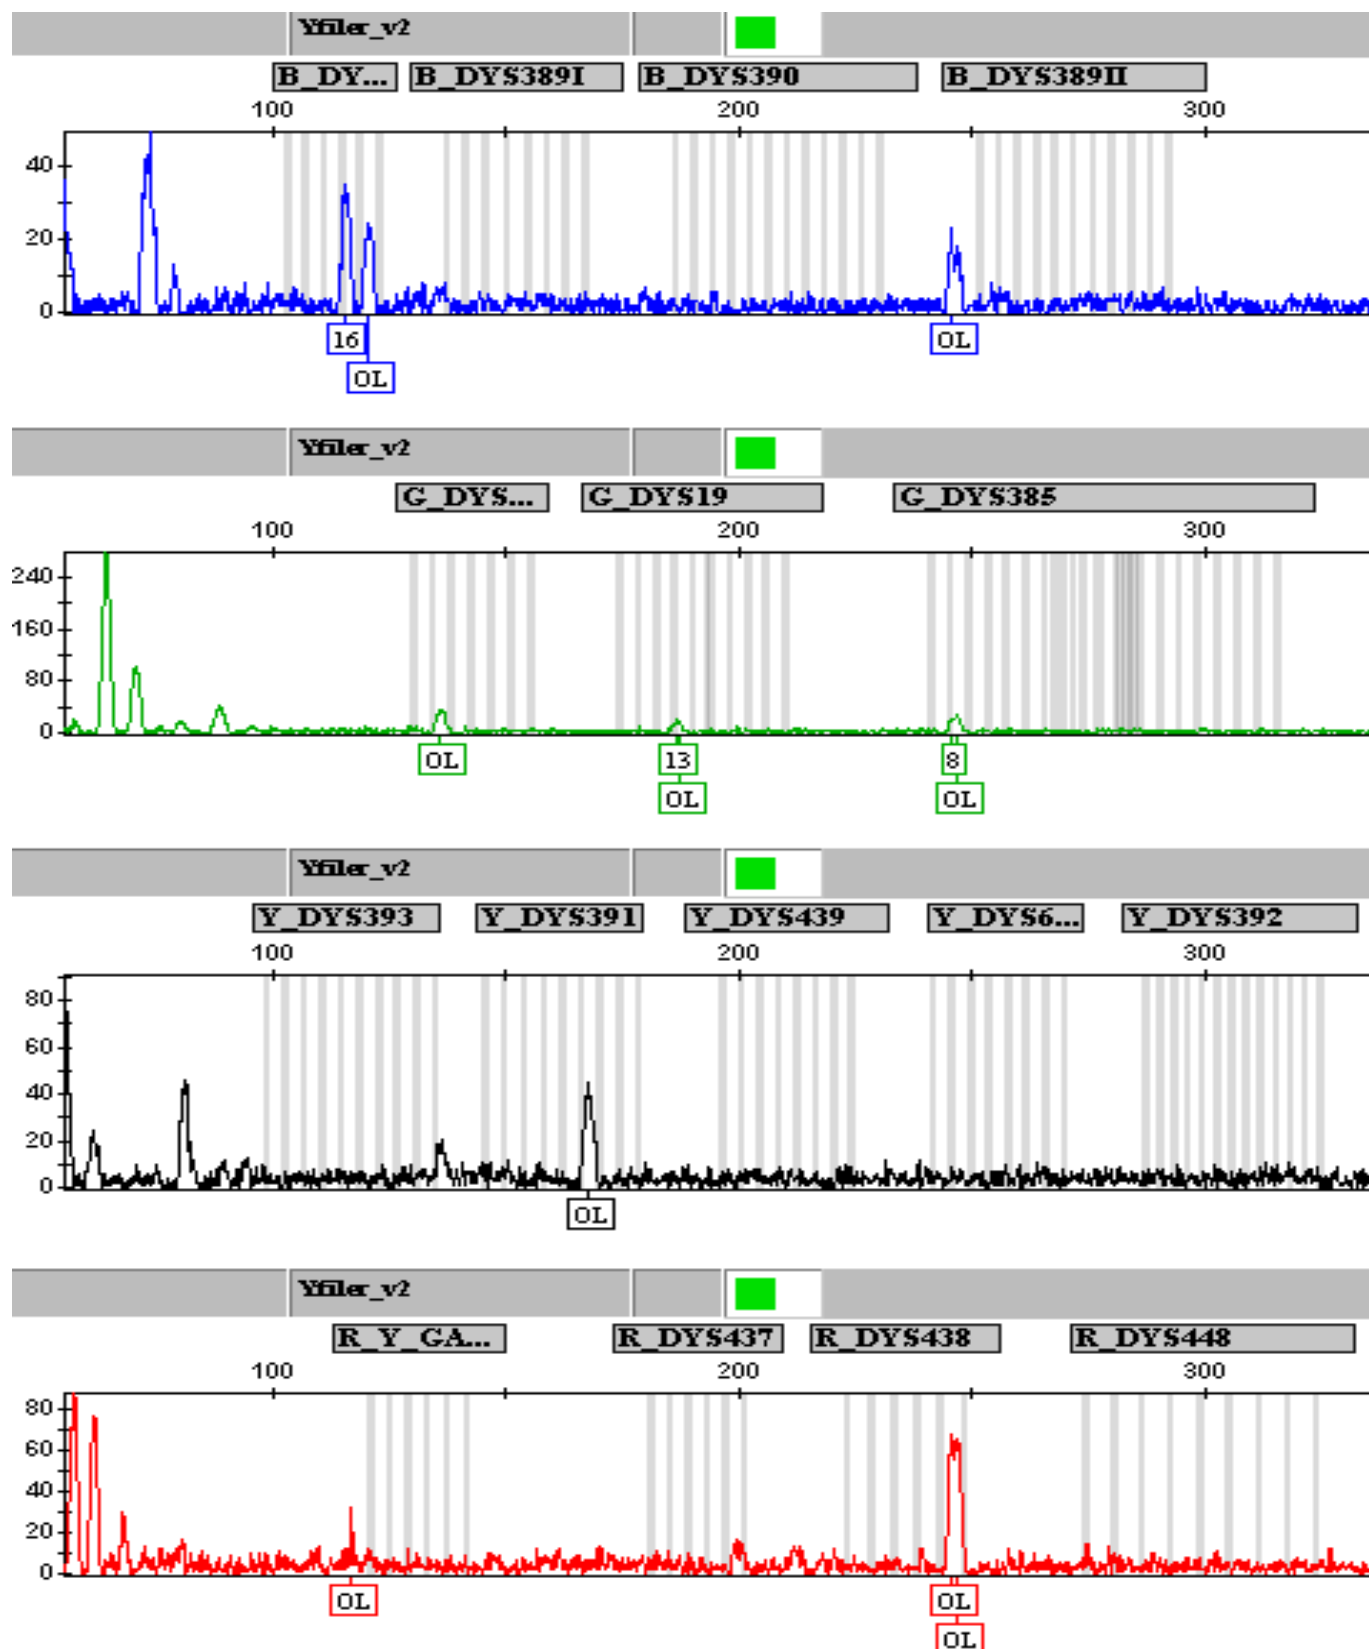 Yfiler_v2
B_DY... B_DYS389I B_DYS390 B_DYS389II
100 200 300
40
20
0
16 OL
OL
Yfiler_v2
G_DYS... G_DYS19 G_DYS385
100 200 300
240
160
80
0
OL 13 8
OL OL
Yfiler_v2
Y_DYS393 Y_DYS391 Y_DYS439 Y_DYS6... Y_DYS392
100 200 300
80
60
40
20
0
OL
Yfiler_v2
R_Y_GA... R_DYS437 R_DYS438 R_DYS448
100 200 300
80
60
40
20
0
OL OL
OL